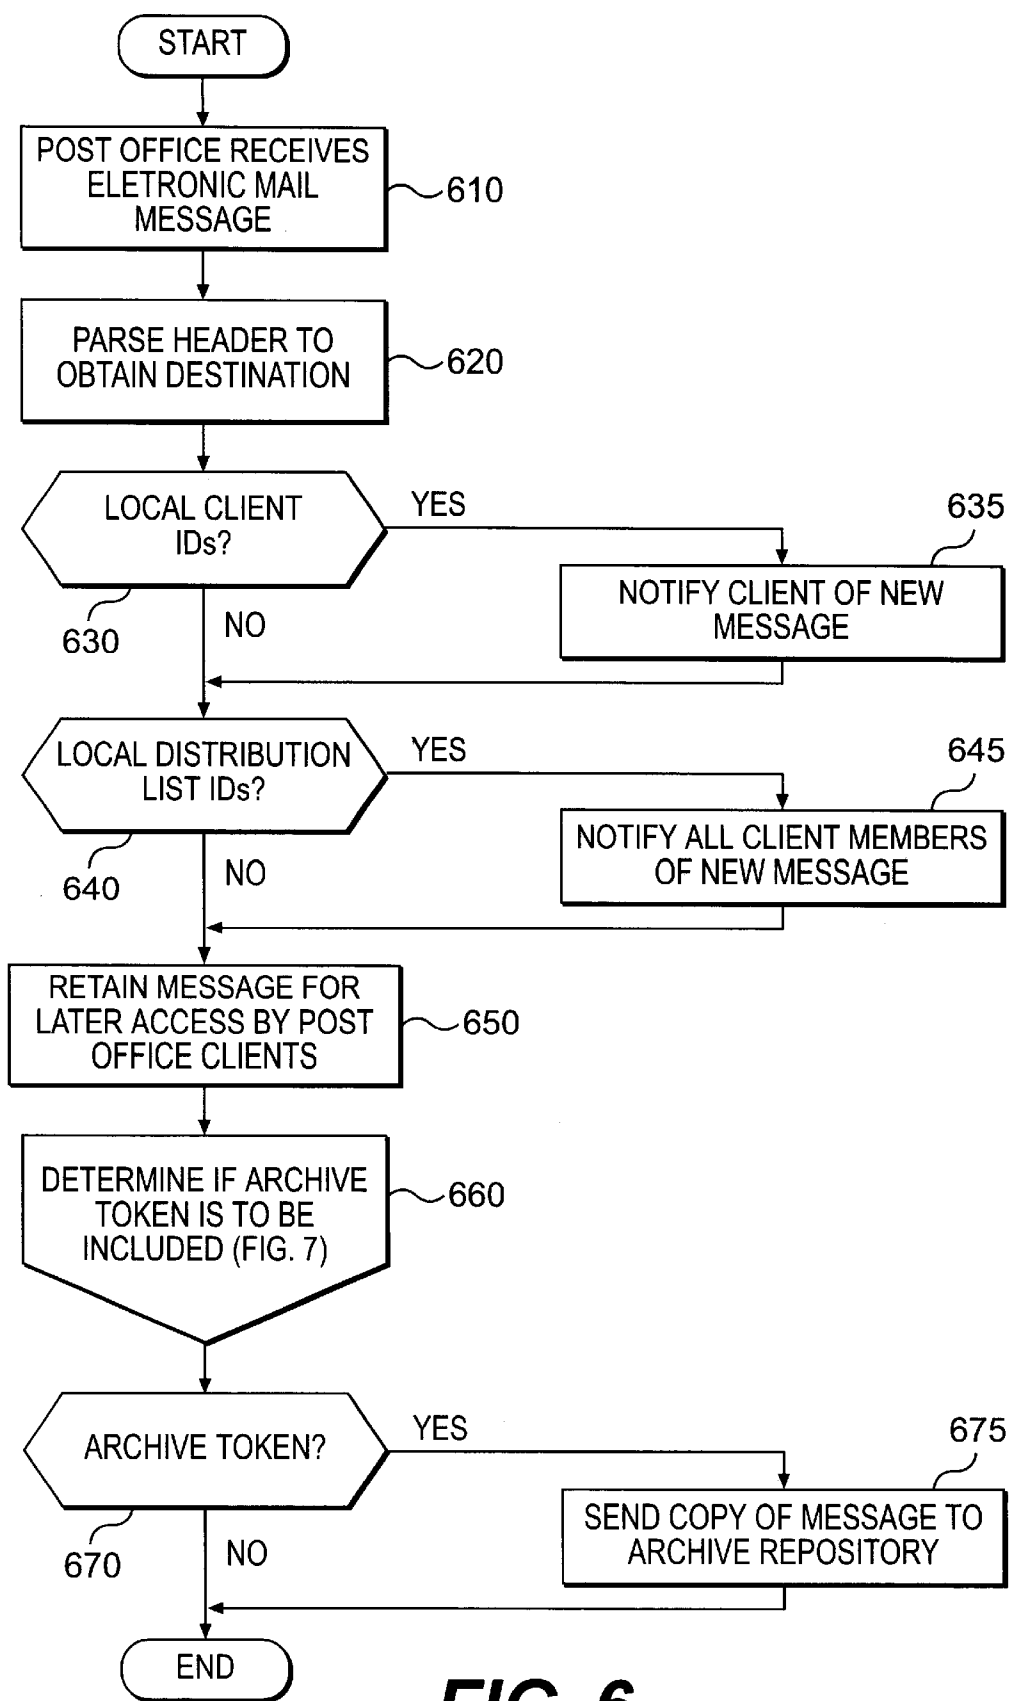 START
POST OFFICE RECEIVES
ELETRONIC MAIL
MESSAGE
610
PARSE HEADER TO
OBTAIN DESTINATION
620
LOCAL CLIENT
IDs?
YES
635
630
NO
NOTIFY CLIENT OF NEW
MESSAGE
LOCAL DISTRIBUTION
LIST IDs?
YES
645
640
NO
NOTIFY ALL CLIENT MEMBERS
OF NEW MESSAGE
RETAIN MESSAGE FOR
LATER ACCESS BY POST
OFFICE CLIENTS
650
DETERMINE IF ARCHIVE
TOKEN IS TO BE
INCLUDED (FIG. 7)
660
ARCHIVE TOKEN?
YES
675
670
NO
SEND COPY OF MESSAGE TO
ARCHIVE REPOSITORY
END
FIG. 6